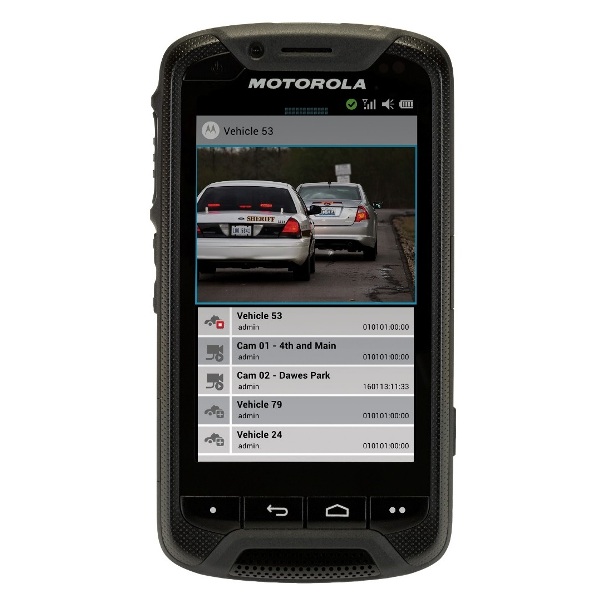 MOTOROLA
Vehicle 53
SHERIFF
Vehicle 53
admin 010101:00:00
Cam 01 - 4th and Main
admin 010101:00:00
Cam 02 - Dawes Park
admin 160113:11:33
Vehicle 79
admin 010101:00:00
Vehicle 24
admin 010101:00:00